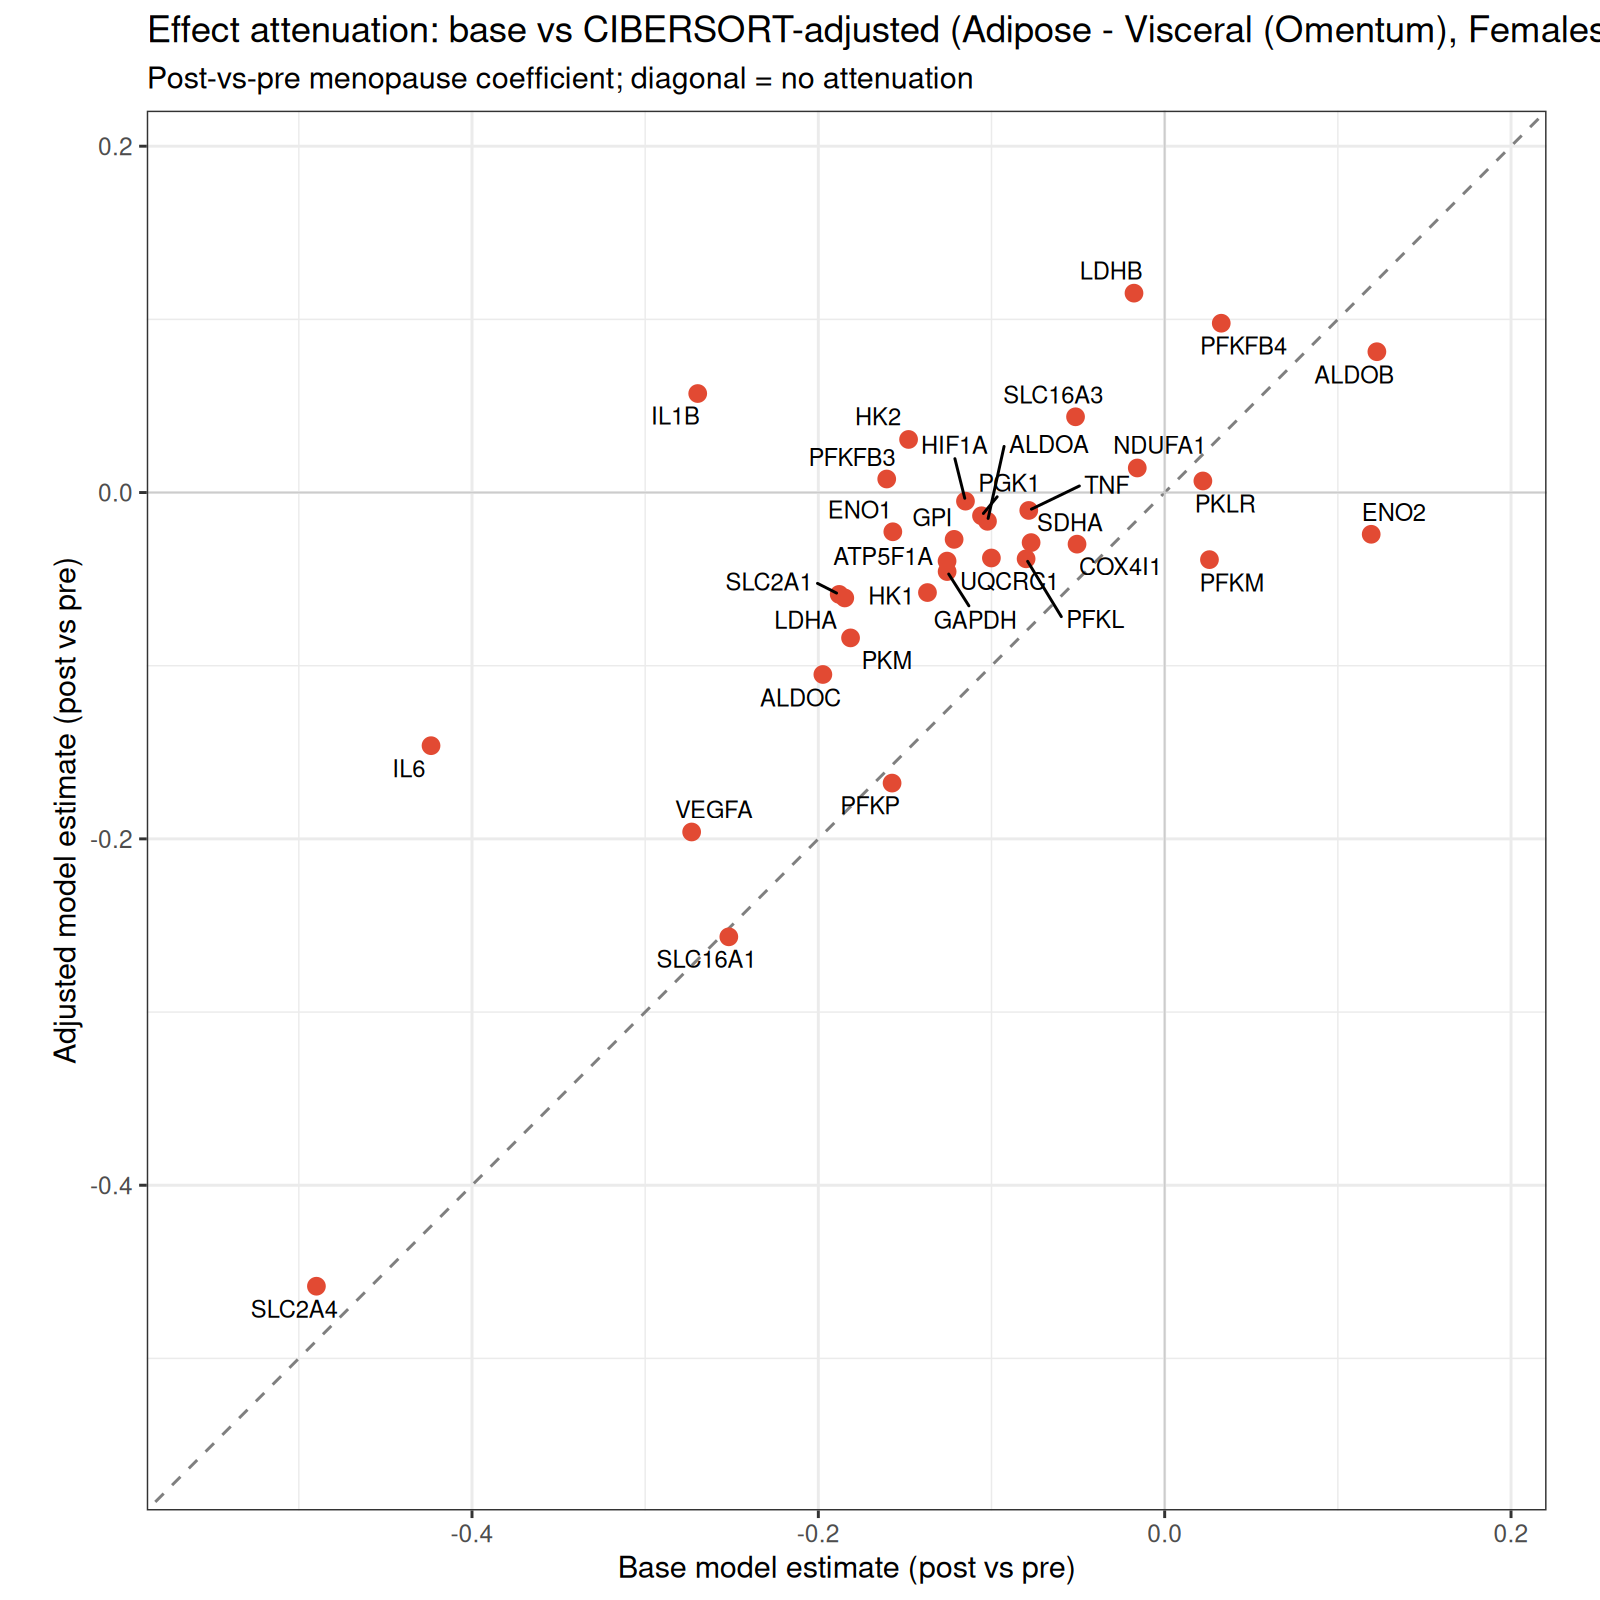 Effect attenuation: base vs CIBERSORT-adjusted (Adipose - Visceral (Omentum), Females
Post-vs-pre menopause coefficient; diagonal = no attenuation
0.2
LDHB
PFKFB4
ALDOB
IL1B
SLC16A3
HK2
HIF1A
ALDOA
NDUFA1
PFKFB3
PGK1
TNF
0.0
PKLR
ENO1
GPI
SDHA
ENO2
ATP5F1A
UQCRC1
COX4I1
PFKM
SLC2A1
HK1
LDHA
GAPDH
PFKL
PKM
ALDOC
IL6
VEGFA
PFKP
-0.2
SLC16A1
-0.4
SLC2A4
Adjusted model estimate (post vs pre)
-0.4
-0.2
0.0
0.2
Base model estimate (post vs pre)